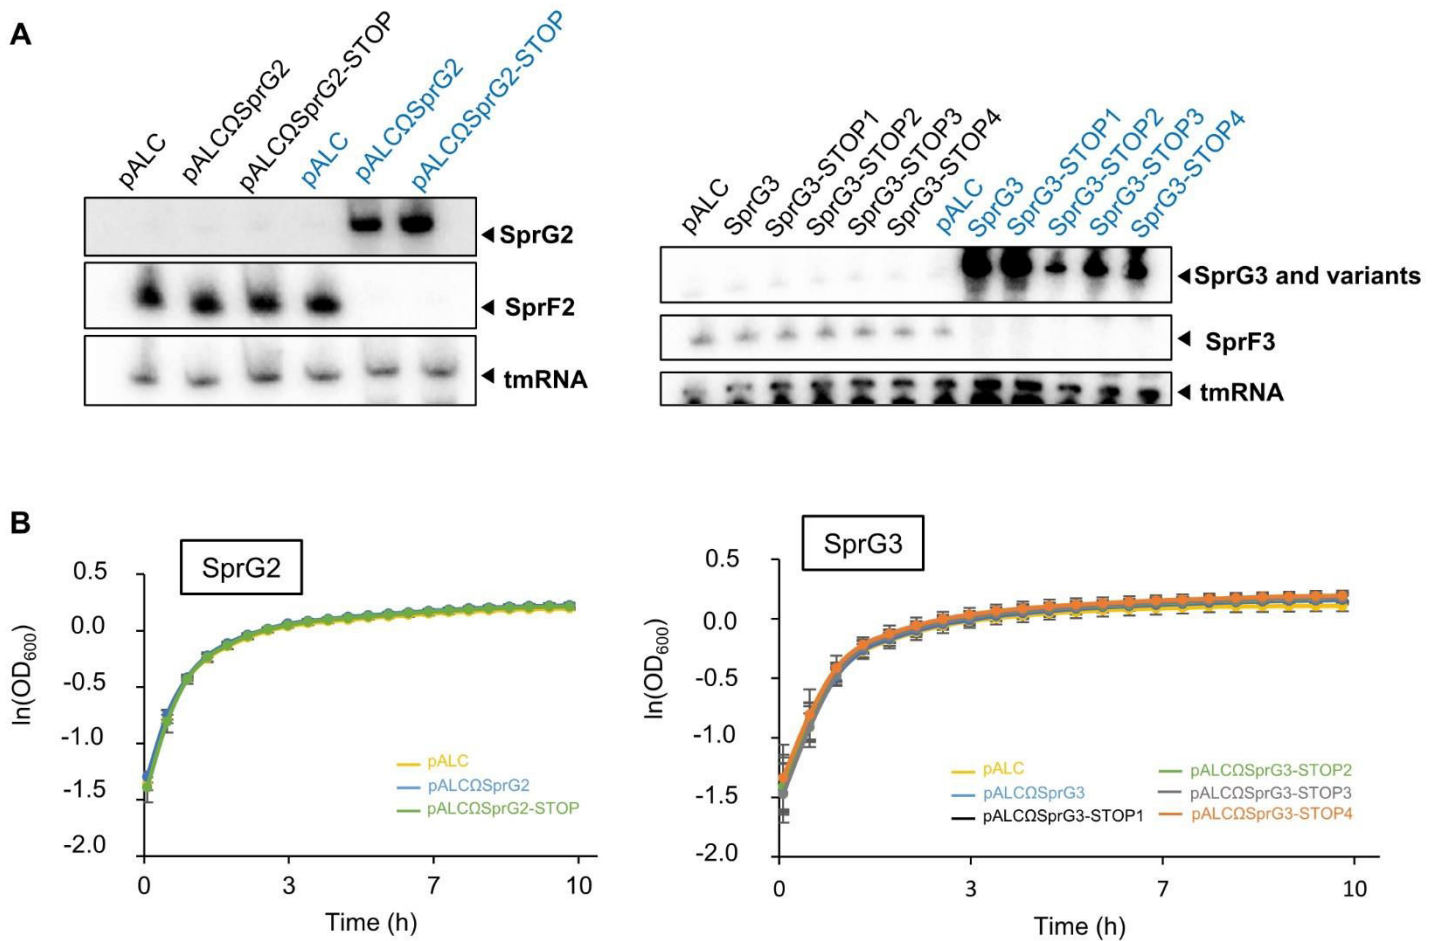 A
pALC
pALCΩSprG2
pALCΩSprG2-STOP
pALC
pALCΩSprG2
pALCΩSprG2-STOP
SprG2
SprF2
tmRNA
pALC
SprG3
SprG3-STOP1
SprG3-STOP2
SprG3-STOP3
SprG3-STOP4
pALC
SprG3
SprG3-STOP1
SprG3-STOP2
SprG3-STOP3
SprG3-STOP4
SprG3 and variants
SprF3
tmRNA
B
SprG2
0.5
0.0
-0.5
-1.0
-1.5
-2.0
ln(OD600)
pALC
pALCΩSprG2
pALCΩSprG2-STOP
0 3 7 10
Time (h)
SprG3
0.5
0.0
-0.5
-1.0
-1.5
-2.0
ln(OD600)
pALC
pALCΩSprG3
pALCΩSprG3-STOP1
pALCΩSprG3-STOP2
pALCΩSprG3-STOP3
pALCΩSprG3-STOP4
0 3 7 10
Time (h)